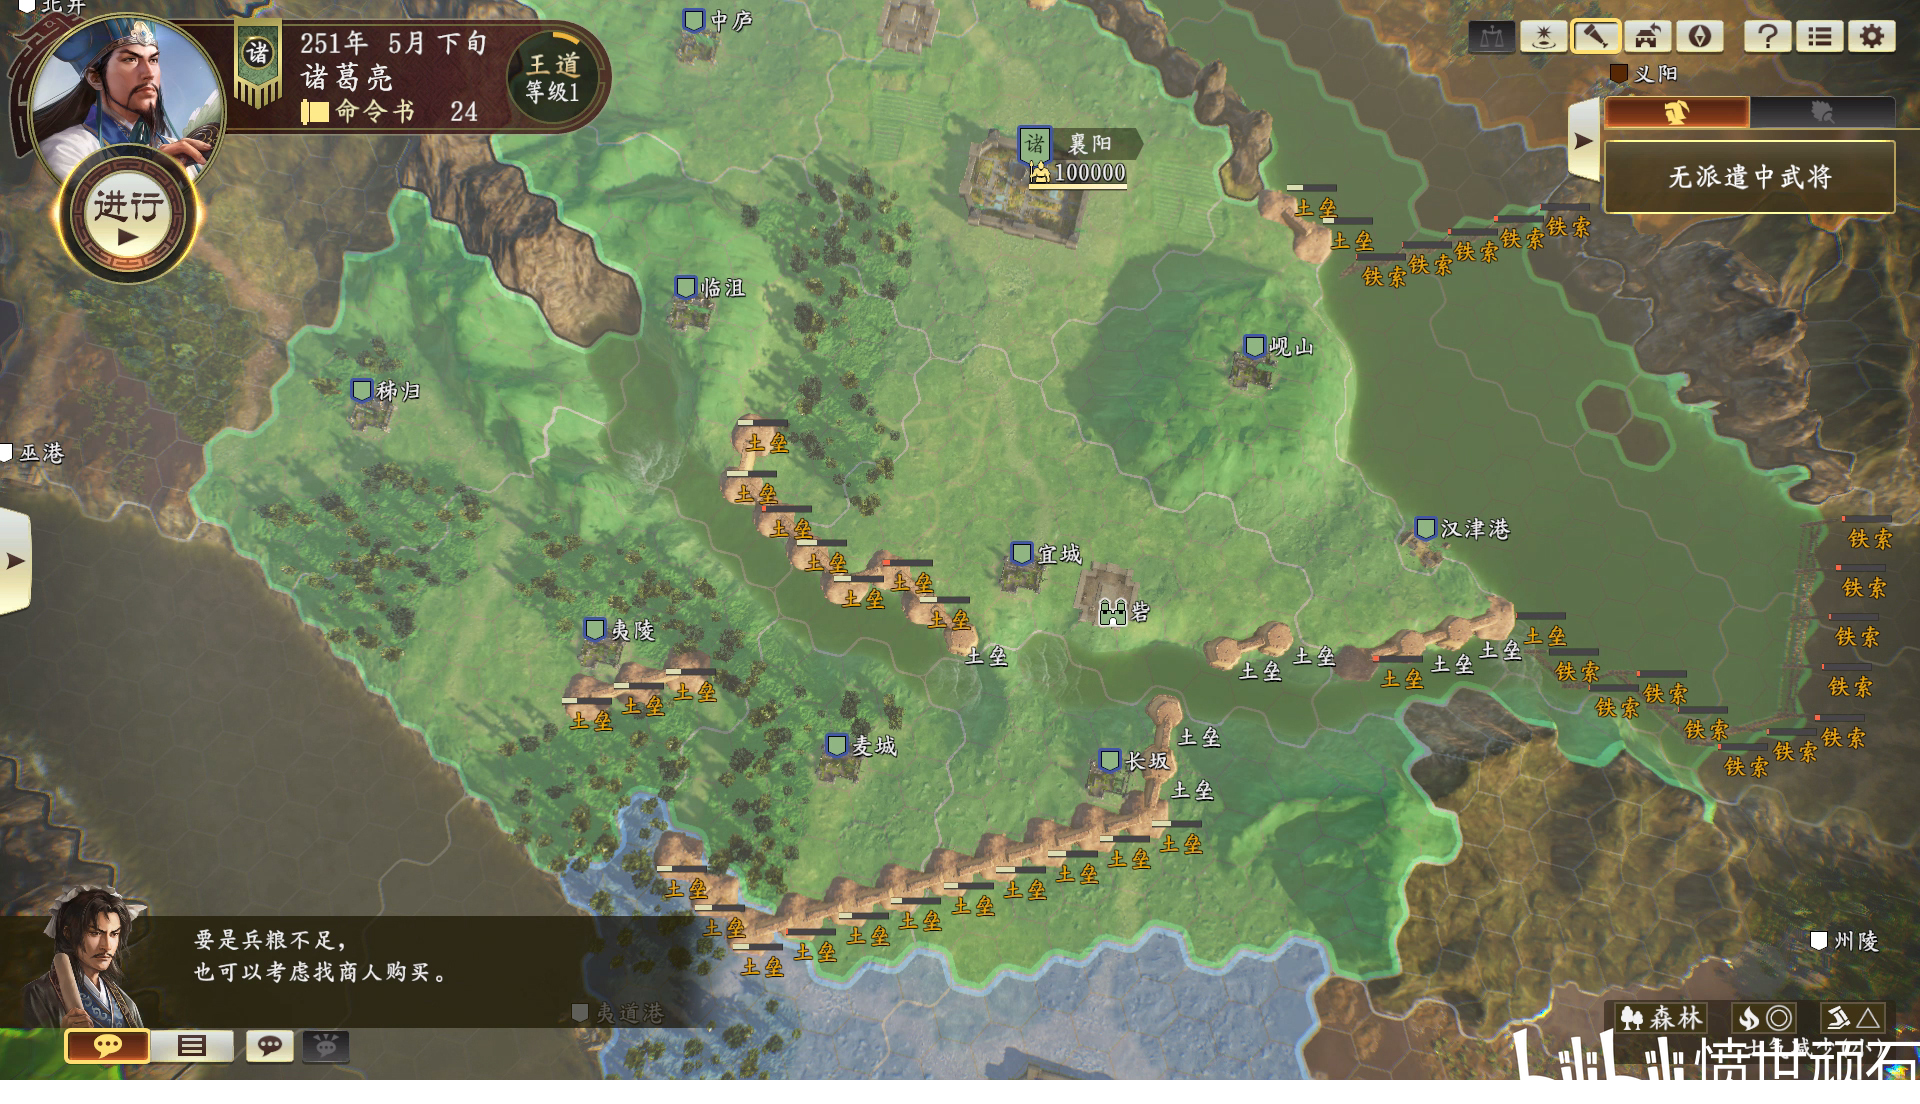 北井
诸
251年 5月下旬
诸葛亮
命令书 24
王道
等级1
进行
中庐
义阳
无派遣中武将
诸
襄阳
100000
土垒
土垒
铁索
铁索
铁索
铁索
铁索
临沮
岘山
秭归
巫港
土垒
土垒
土垒
土垒
土垒
土垒
土垒
土垒
宜城
砦
汉津港
铁索
铁索
铁索
铁索
铁索
夷陵
土垒
土垒
土垒
土垒
土垒
土垒
土垒
土垒
土垒
铁索
铁索
铁索
铁索
铁索
铁索
麦城
长坂
土垒
土垒
土垒
土垒
土垒
土垒
土垒
土垒
土垒
土垒
土垒
土垒
土垒
州陵
夷道港
要是兵粮不足，
也可以考虑找商人购买。
森林
bilibili 愤世顽石